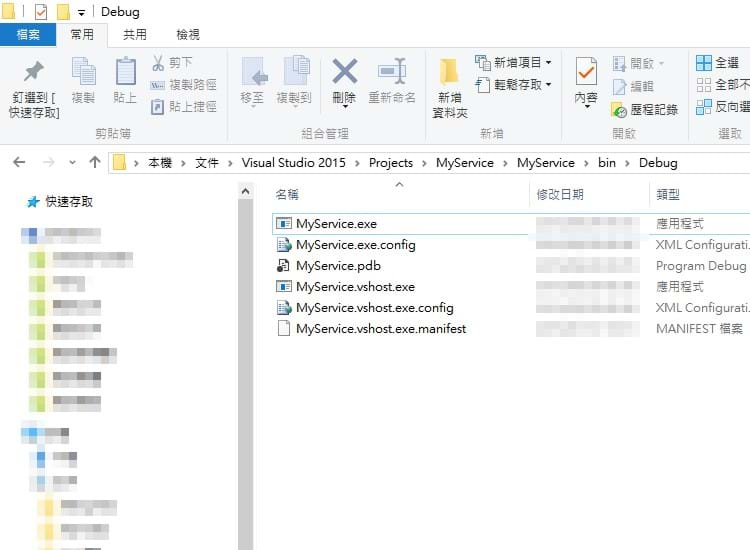 Debug
檔案 常用 共用 檢視
釘選到 [
快速存取]
複製
貼上
剪下
複製路徑
貼上捷徑
移至
複製到
刪除
重新命名
新增
資料夾
新增項目
輕鬆存取
內容
開啟
編輯
歷程記錄
全選
全部不
反向選
剪貼簿 組合管理 新增 開啟 選取
本機 > 文件 > Visual Studio 2015 > Projects > MyService > MyService > bin > Debug
快速存取
名稱 修改日期 類型
MyService.exe 應用程式
MyService.exe.config XML Configurati...
MyService.pdb Program Debug
MyService.vshost.exe 應用程式
MyService.vshost.exe.config XML Configurati...
MyService.vshost.exe.manifest MANIFEST 檔案